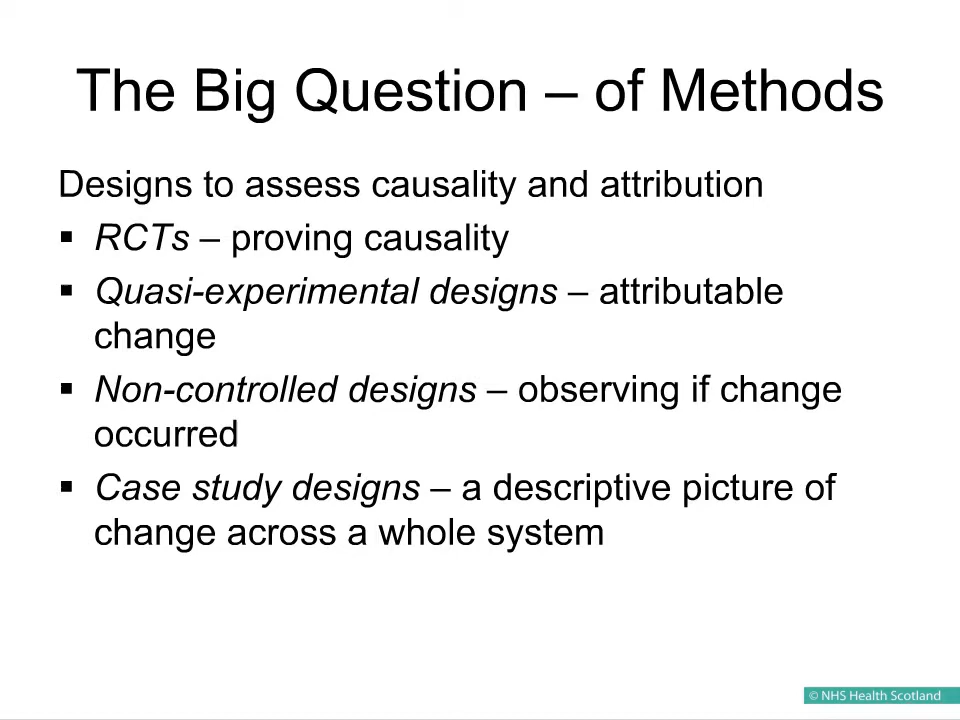 The Big Question – of Methods
Designs to assess causality and attribution
▪ RCTs – proving causality
▪ Quasi-experimental designs – attributable
change
▪ Non-controlled designs – observing if change
occurred
▪ Case study designs – a descriptive picture of
change across a whole system
© NHS Health Scotland